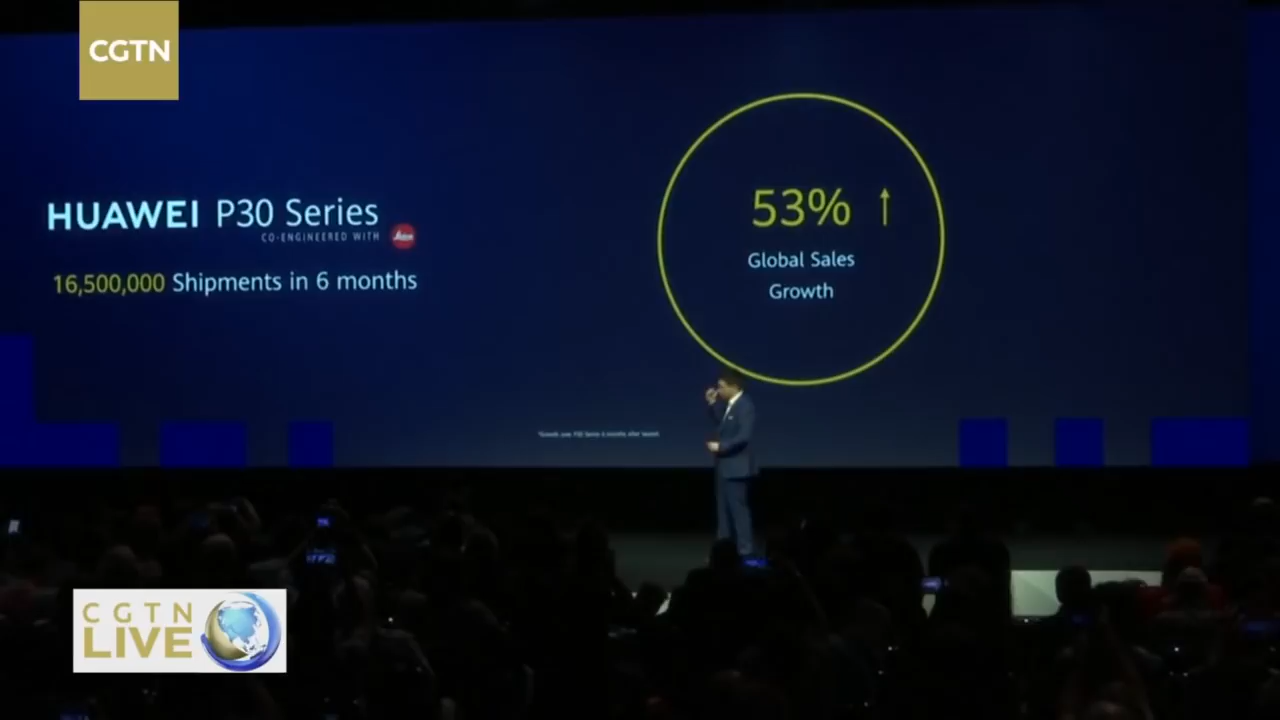 CGTN
HUAWEI P30 Series
CO-ENGINEERED WITH
Leica
16,500,000 Shipments in 6 months
53% ↑
Global Sales
Growth
CGTN
LIVE